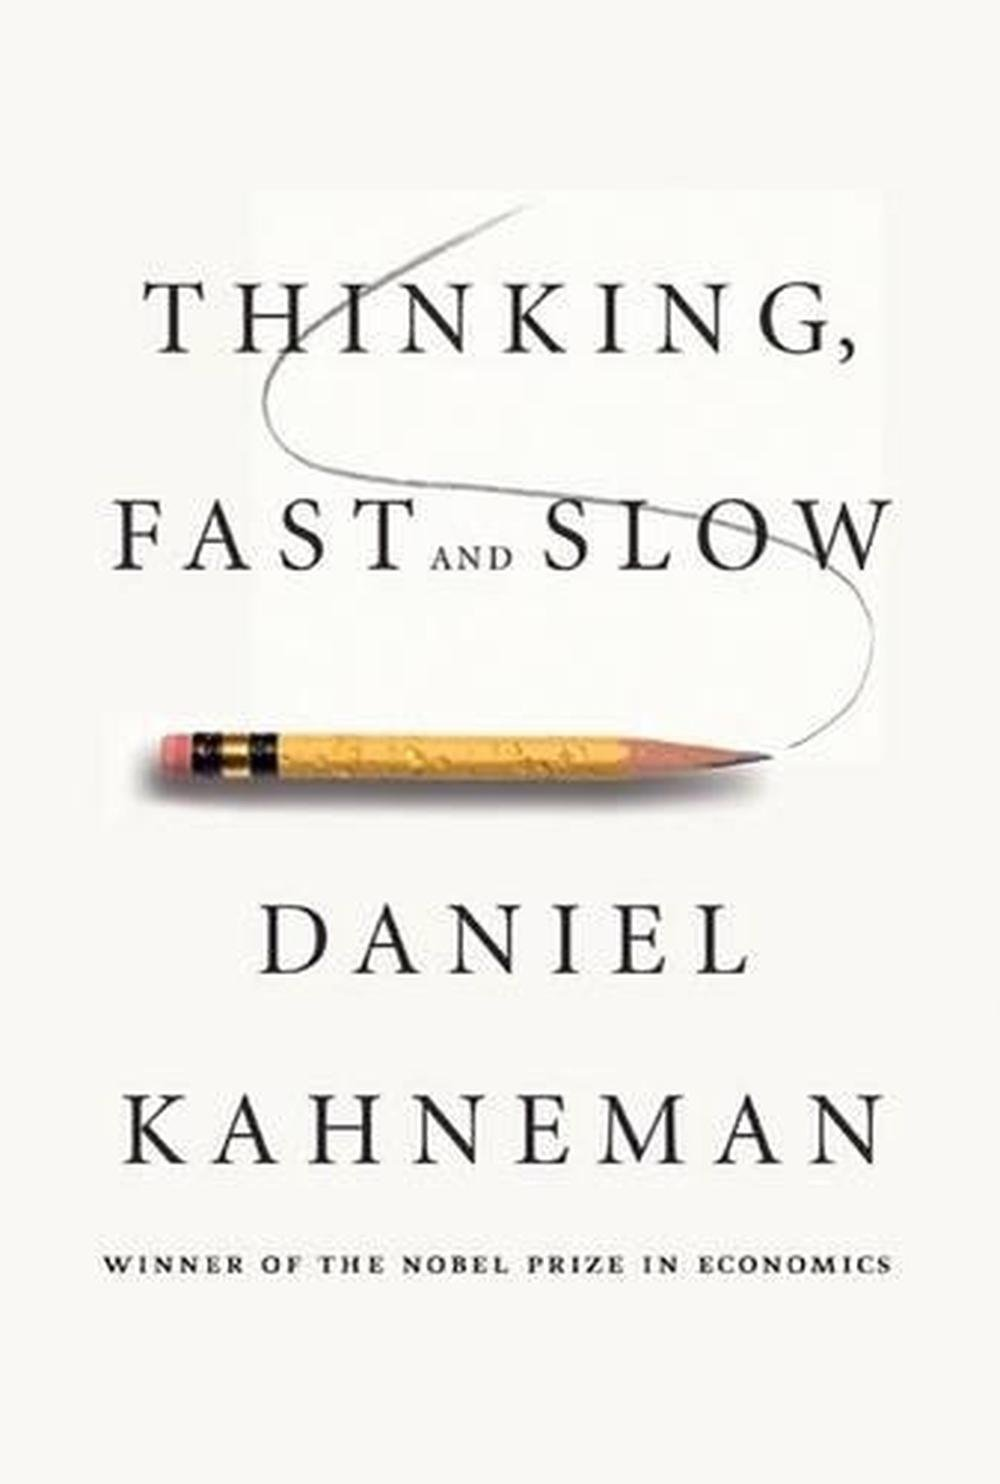 THINKING,
FAST AND SLOW
DANIEL
KAHNEMAN
WINNER OF THE NOBEL PRIZE IN ECONOMICS